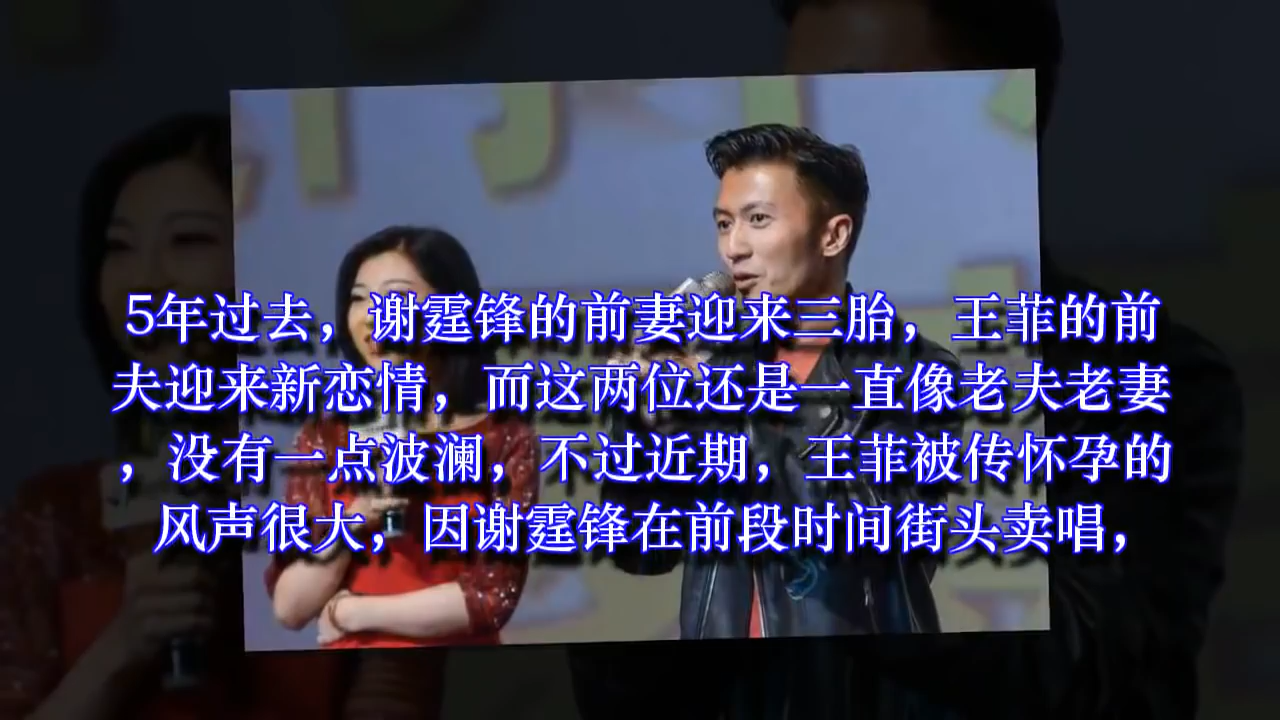 5年过去，谢霆锋的前妻迎来三胎，王菲的前
夫迎来新恋情，而这两位还是一直像老夫老妻
，没有一点波澜，不过近期，王菲被传怀孕的
风声很大，因谢霆锋在前段时间街头卖唱，